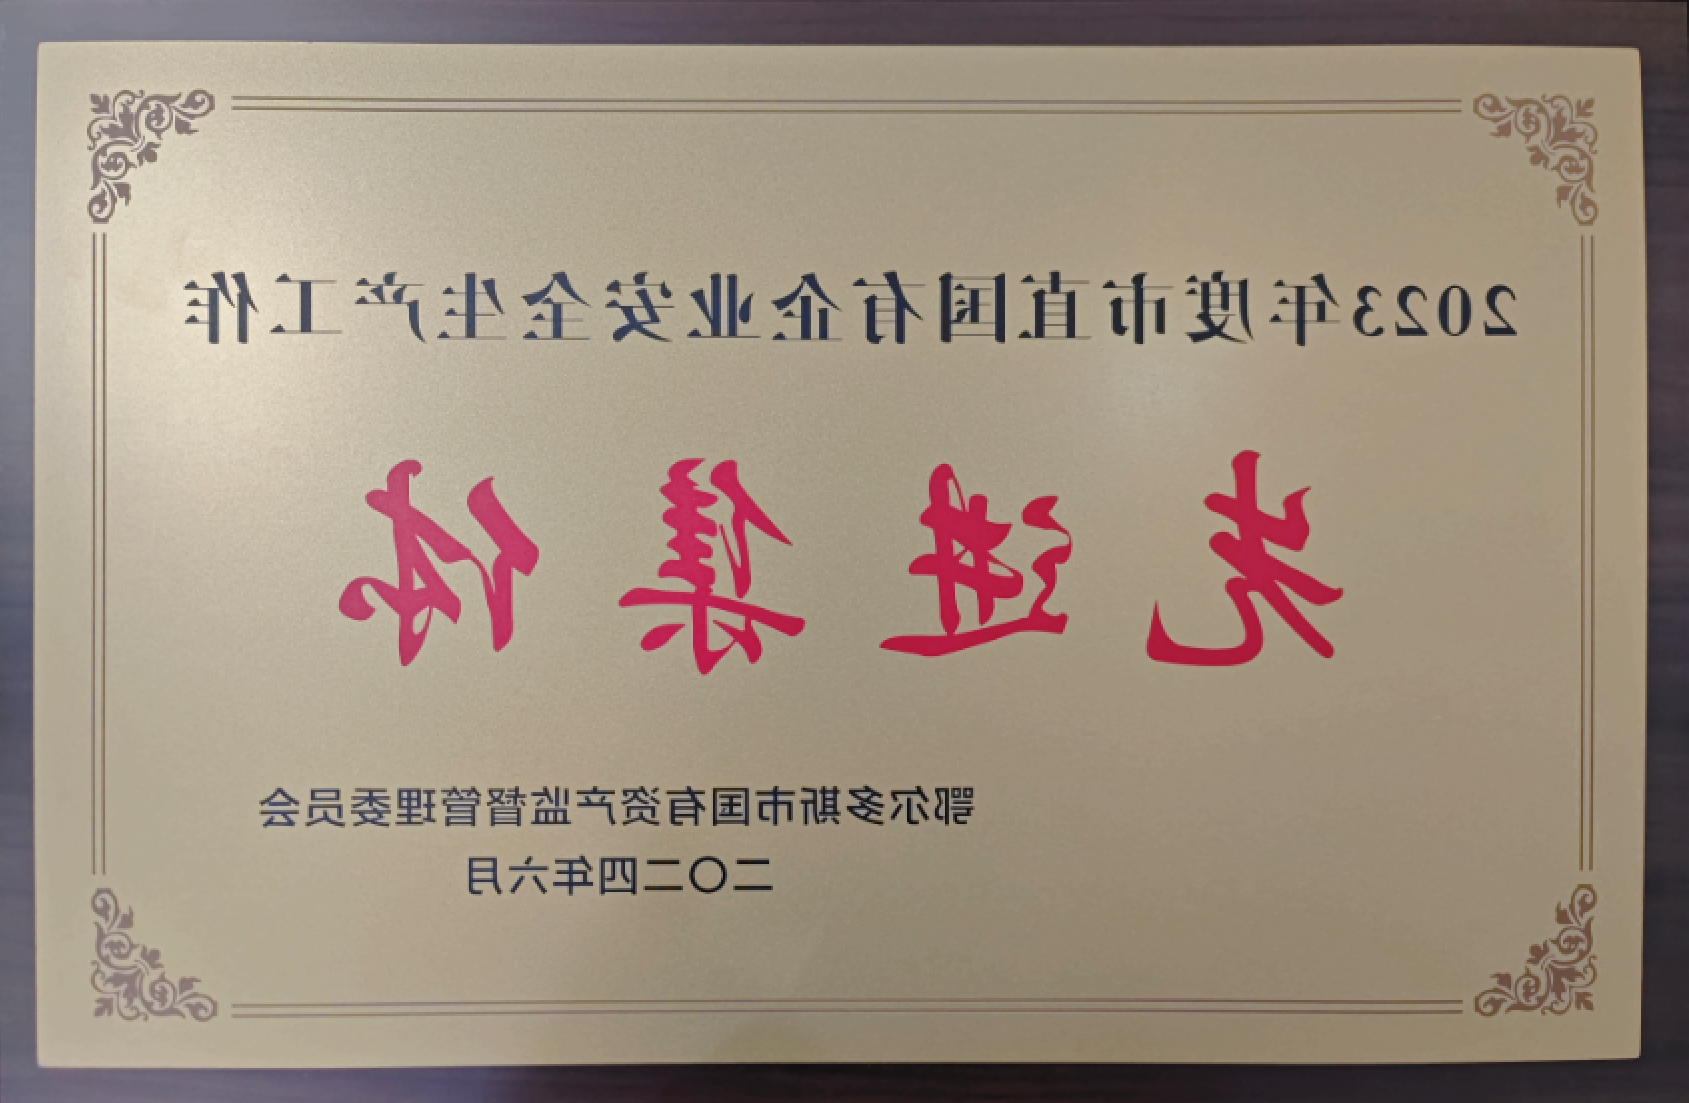 2023年度市直国有企业安全生产工作
先进集体
鄂尔多斯市国有资产监督管理委员会
二〇二四年六月